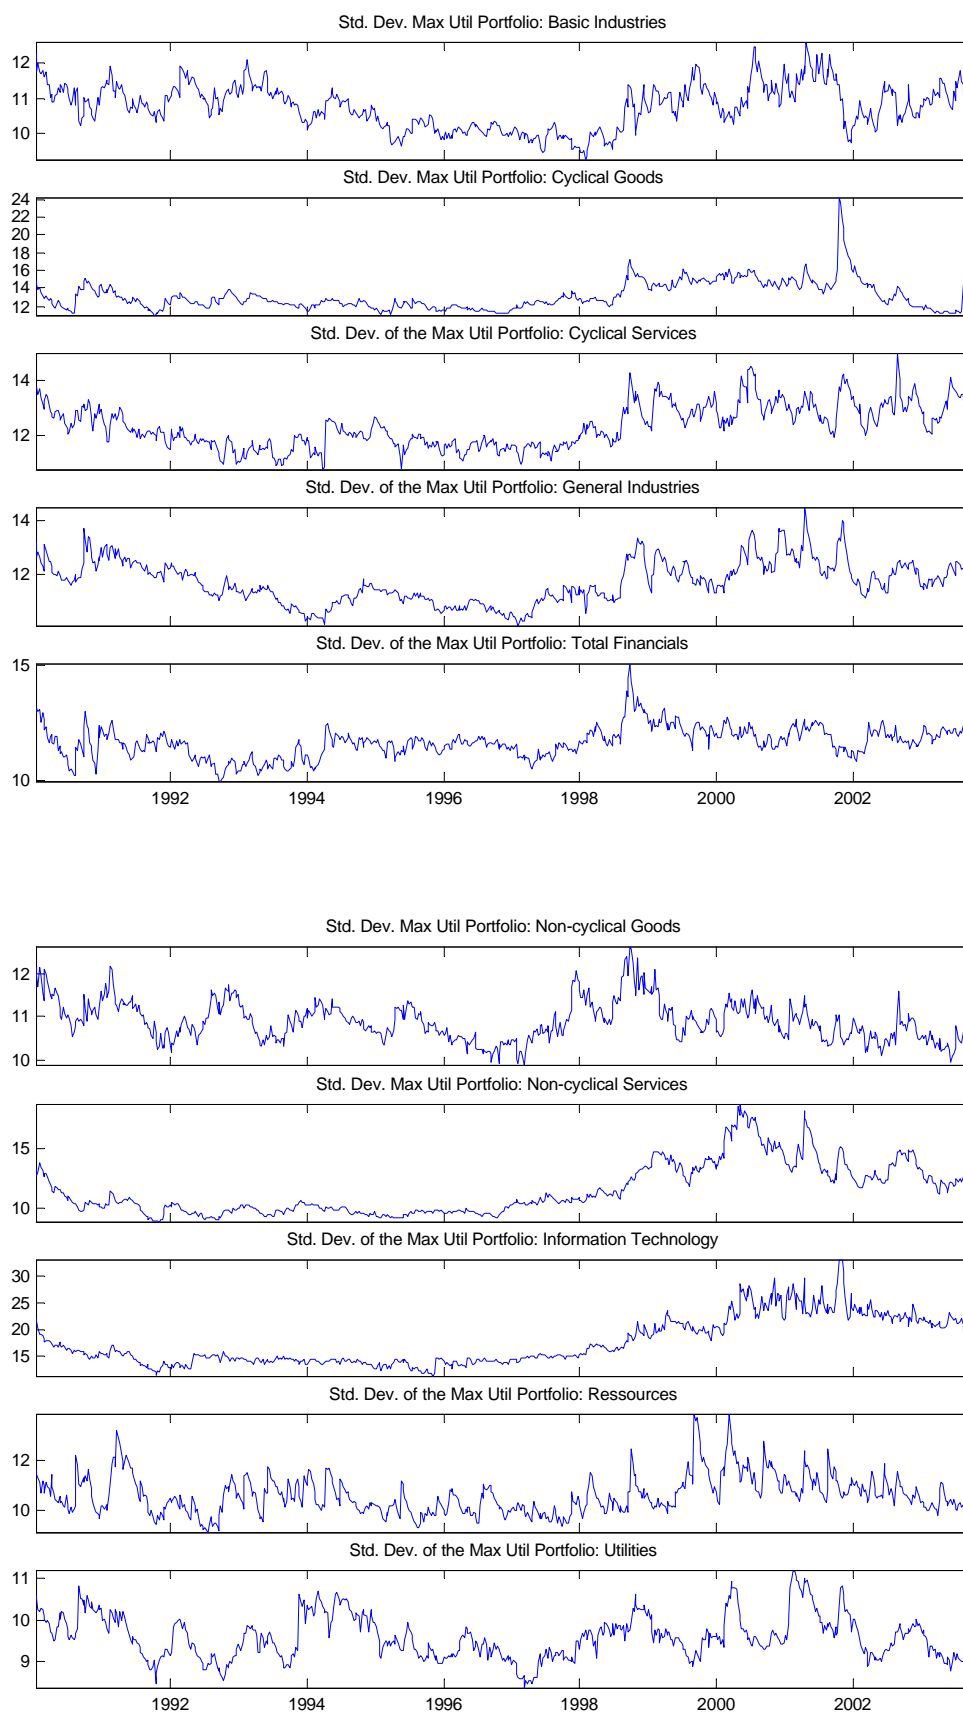 Std. Dev. Max Util Portfolio: Basic Industries
12
11
10
Std. Dev. Max Util Portfolio: Cyclical Goods
24
22
20
18
16
14
12
Std. Dev. of the Max Util Portfolio: Cyclical Services
14
12
Std. Dev. of the Max Util Portfolio: General Industries
14
12
Std. Dev. of the Max Util Portfolio: Total Financials
15
10
1992 1994 1996 1998 2000 2002
Std. Dev. Max Util Portfolio: Non-cyclical Goods
12
11
10
Std. Dev. Max Util Portfolio: Non-cyclical Services
15
10
Std. Dev. of the Max Util Portfolio: Information Technology
30
25
20
15
Std. Dev. of the Max Util Portfolio: Ressources
12
10
Std. Dev. of the Max Util Portfolio: Utilities
11
10
9
1992 1994 1996 1998 2000 2002